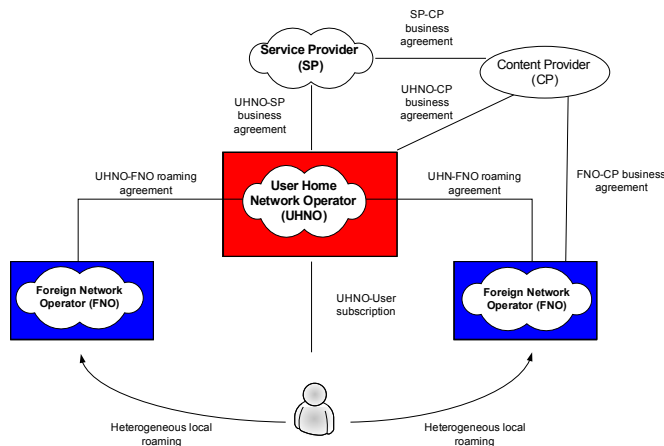 SP-CP
business
agreement
Service Provider
(SP)
Content Provider
(CP)
UHNO-SP
business
agreement
UHNO-CP
business
agreement
UHNO-FNO roaming
agreement
User Home
Network Operator
(UHNO)
UHN-FNO roaming
agreement
FNO-CP business
agreement
Foreign Network
Operator (FNO)
UHNO-User
subscription
Foreign Network
Operator (FNO)
Heterogeneous local
roaming
Heterogeneous local
roaming